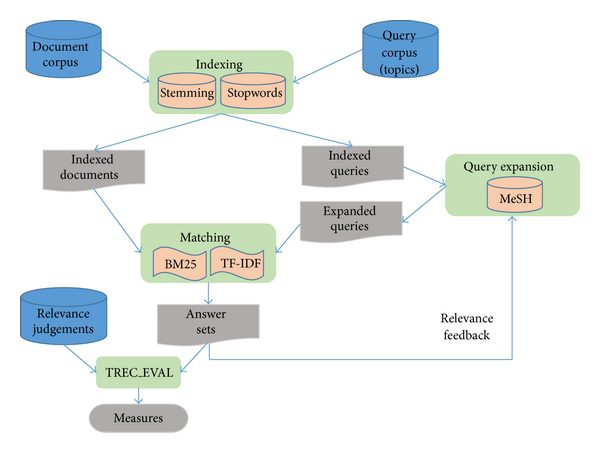 Document
corpus
Indexing
Stemming
Stopwords
Query
corpus
(topics)
Indexed
documents
Indexed
queries
Query expansion
MeSH
Expanded
queries
Matching
BM25
TF-IDF
Relevance
judgements
Answer
sets
Relevance
feedback
TREC_EVAL
Measures